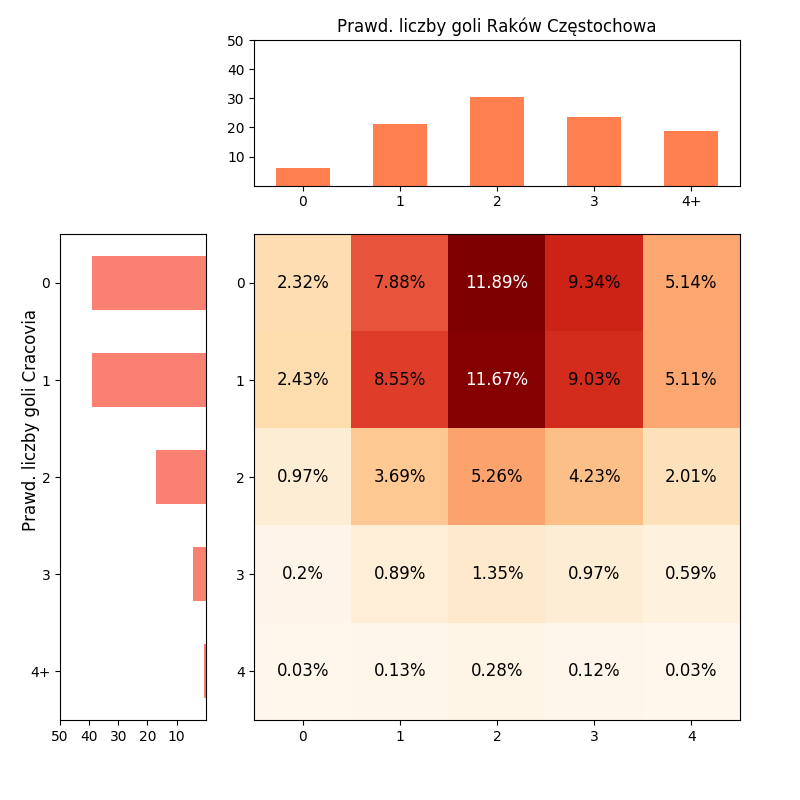 Prawd. liczby goli Raków Częstochowa
50
40
30
20
10
0 1 2 3 4+
Prawd. liczby goli Cracovia
0
1
2
3
4+
50 40 30 20 10
0 2.32% 7.88% 11.89% 9.34% 5.14%
1 2.43% 8.55% 11.67% 9.03% 5.11%
2 0.97% 3.69% 5.26% 4.23% 2.01%
3 0.2% 0.89% 1.35% 0.97% 0.59%
4 0.03% 0.13% 0.28% 0.12% 0.03%
0 1 2 3 4